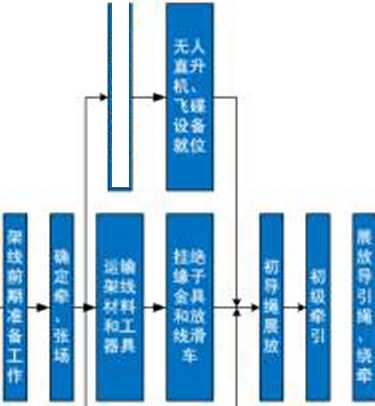 无人
直升
机、
飞碟
设备
就位
架线前期准备工作
确定牵、张场
运输
架线
材料
和工
器具
挂绝
缘子
金具
和放
线滑
车
初导绳展放
初级牵引
展放导引绳、绕牵